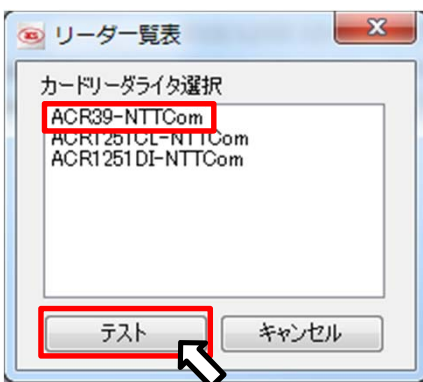 リーダー覧表
カードリーダライタ選択
ACR39-NTTCom
ACR1251CL-NTTCom
ACR1251DI-NTTCom
テスト
キャンセル